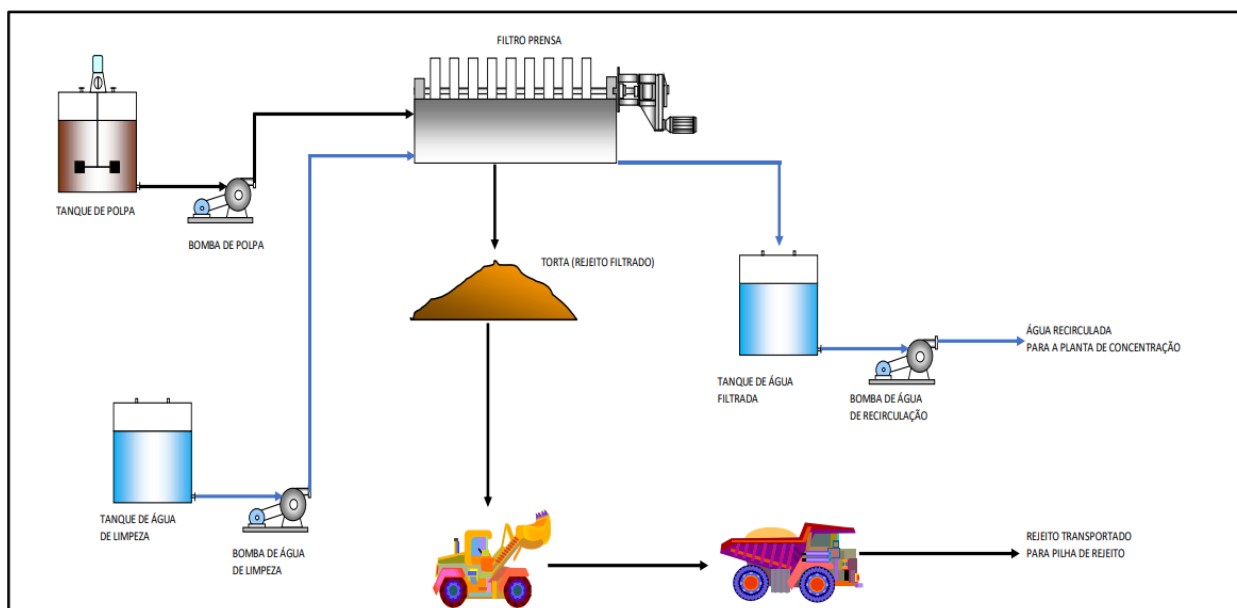 FILTRO PRENSA
TANQUE DE POLPA
BOMBA DE POLPA
TORTA (REJEITO FILTRADO)
ÁGUA RECIRCULADA
PARA A PLANTA DE CONCENTRAÇÃO
TANQUE DE ÁGUA
FILTRADA
BOMBA DE ÁGUA
DE RECIRCULAÇÃO
TANQUE DE ÁGUA
DE LIMPEZA
BOMBA DE ÁGUA
DE LIMPEZA
REJEITO TRANSPORTADO
PARA PILHA DE REJEITO